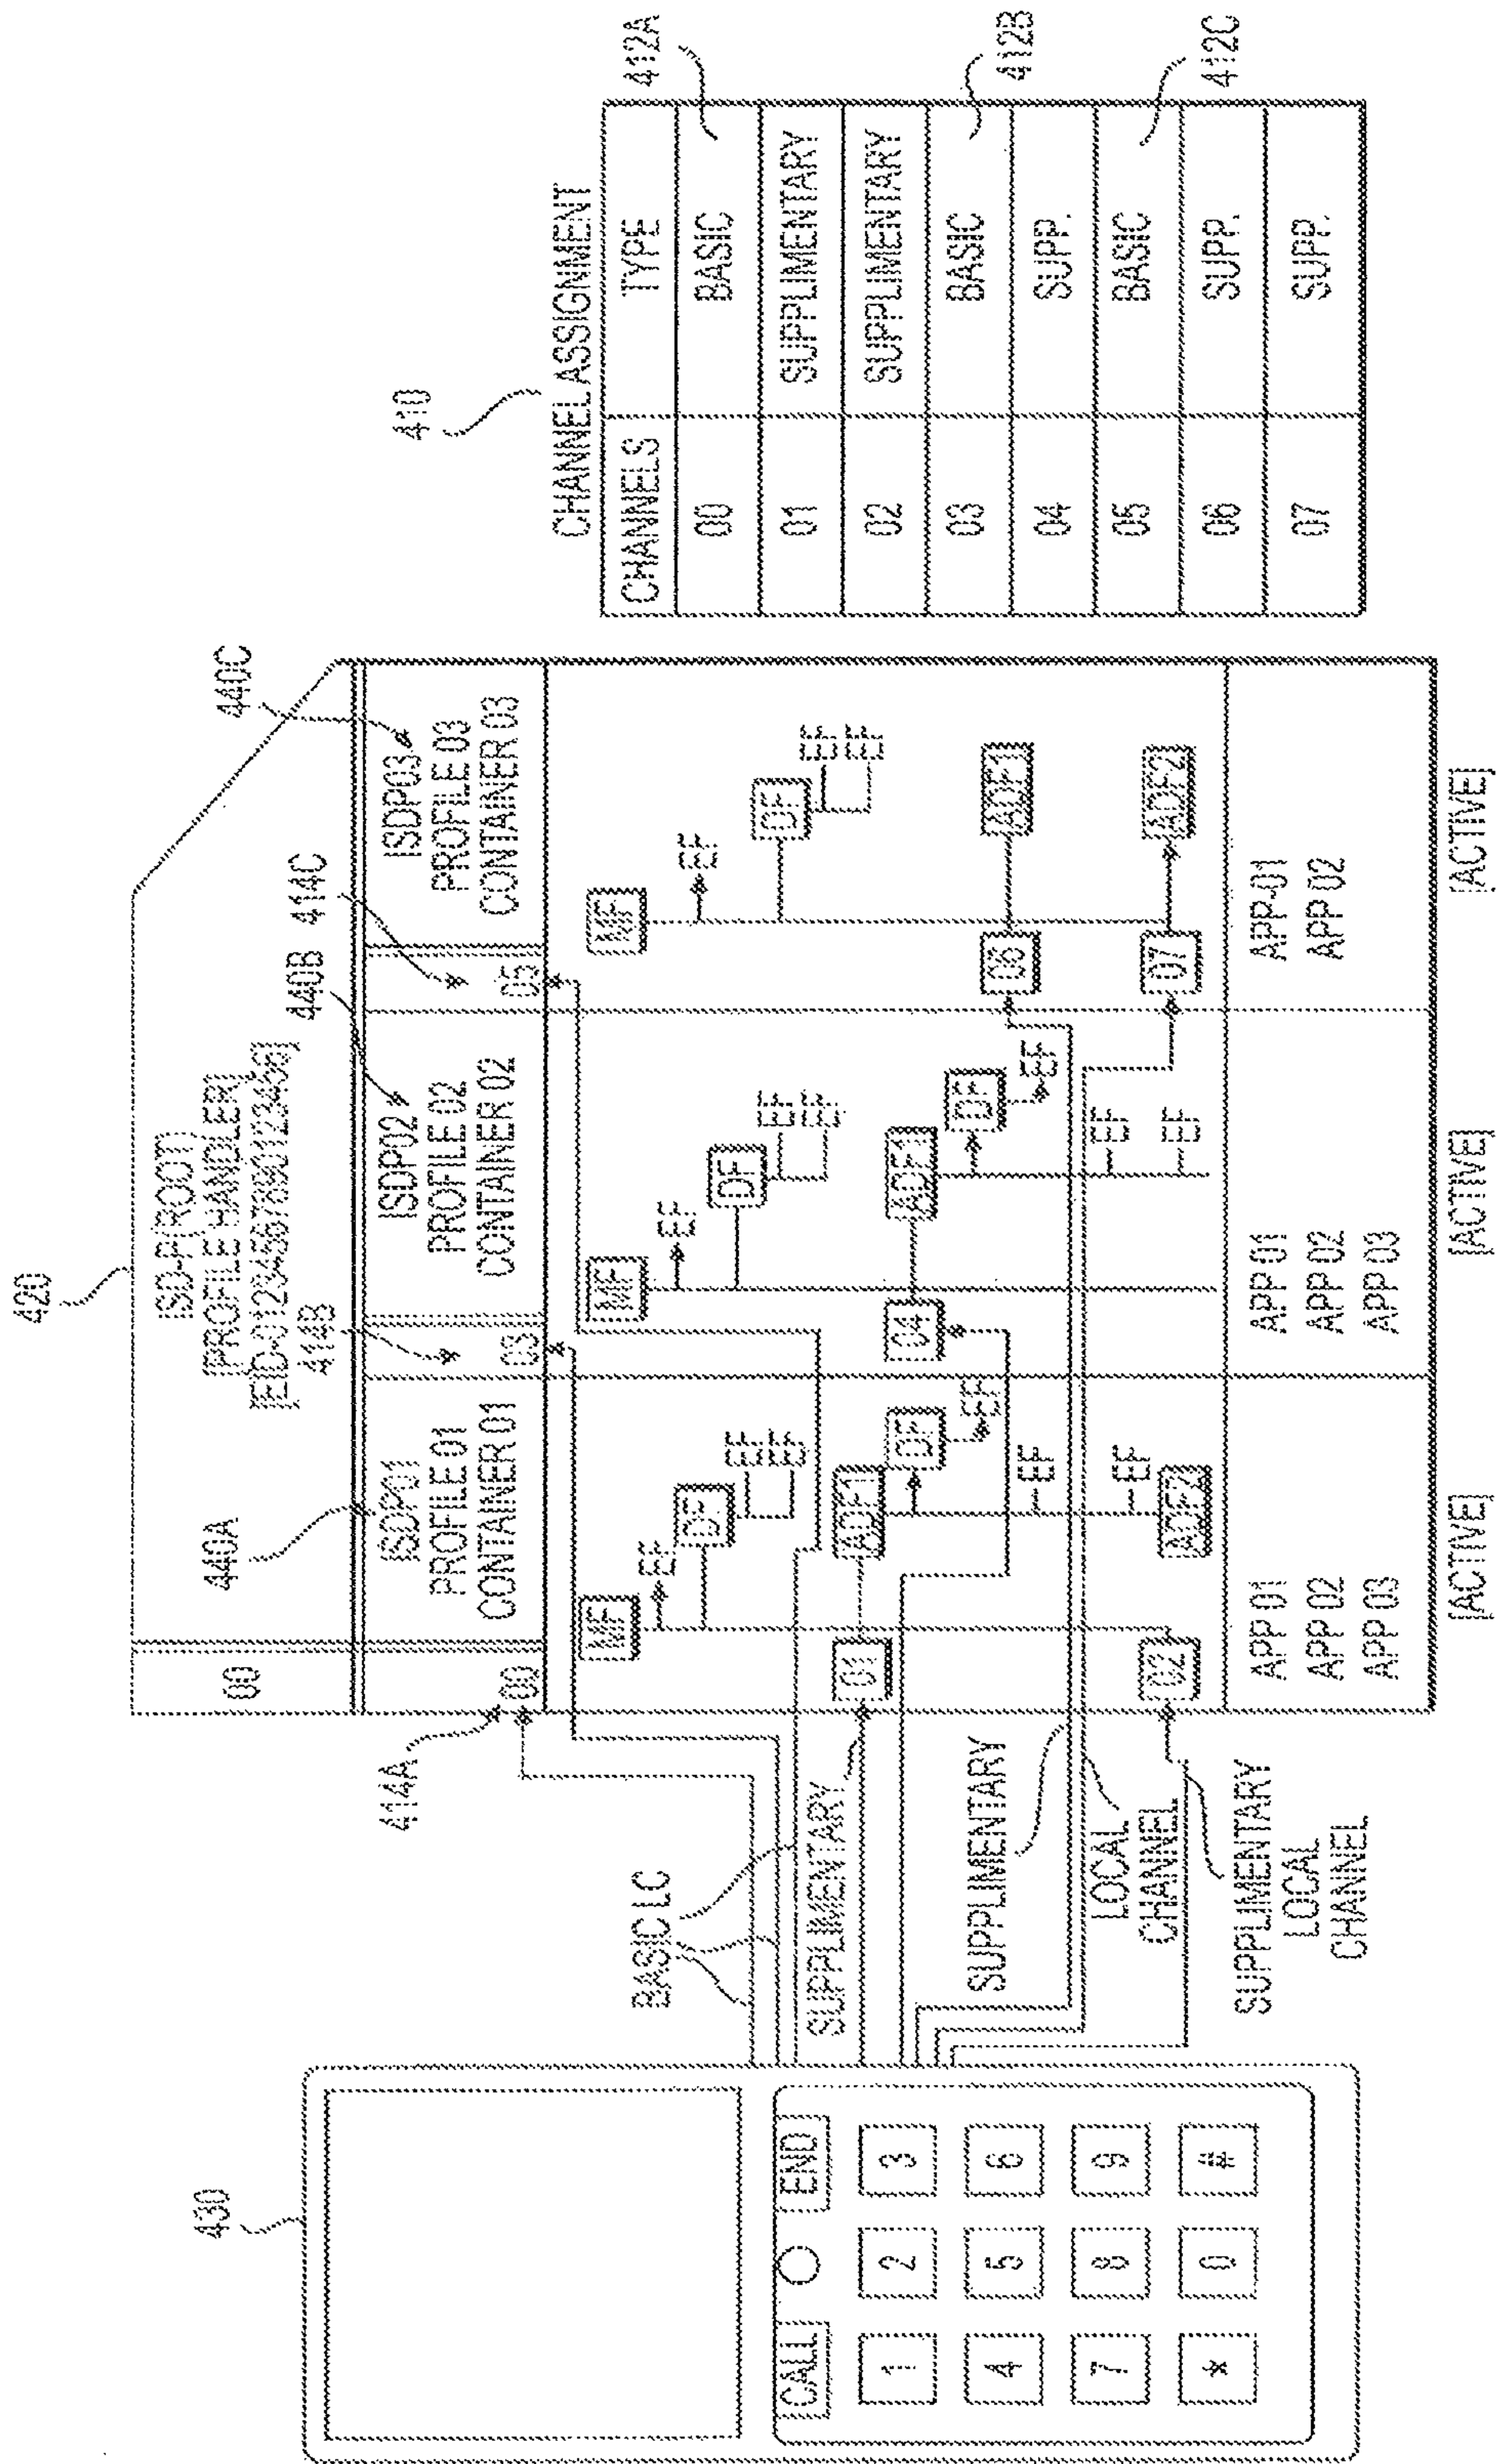 430
CALL
END
1
2
3
4
5
6
7
8
9
*
0
#
BASIC LC
SUPPLIMENTARY
SUPPLIMENTARY
LOCAL
CHANNEL
SUPPLIMENTARY
LOCAL
CHANNEL
420
ISD-P(ROOT)
[PROFILE HANDLER]
[EID-01234567890123456]
00
414A
00
440A
ISDP01
PROFILE 01
CONTAINER 01
414B
03
440B
ISDP02
PROFILE 02
CONTAINER 02
414C
05
440C
ISDP03
PROFILE 03
CONTAINER 03
MF
EF
DF
EF
EF
01
ADF1
DF
EF
EF
EF
02
ADF2
MF
EF
DF
EF
EF
04
ADF1
DF
EF
EF
EF
MF
EF
DF
EF
EF
06
ADF1
07
ADF2
APP 01
APP 02
APP 03
APP 01
APP 02
APP 03
APP-01
APP 02
[ACTIVE]
[ACTIVE]
[ACTIVE]
410
CHANNEL ASSIGNMENT
CHANNELS TYPE
00 BASIC
01 SUPPLIMENTARY
02 SUPPLIMENTARY
03 BASIC
04 SUPP.
05 BASIC
06 SUPP.
07 SUPP.
412A
412B
412C